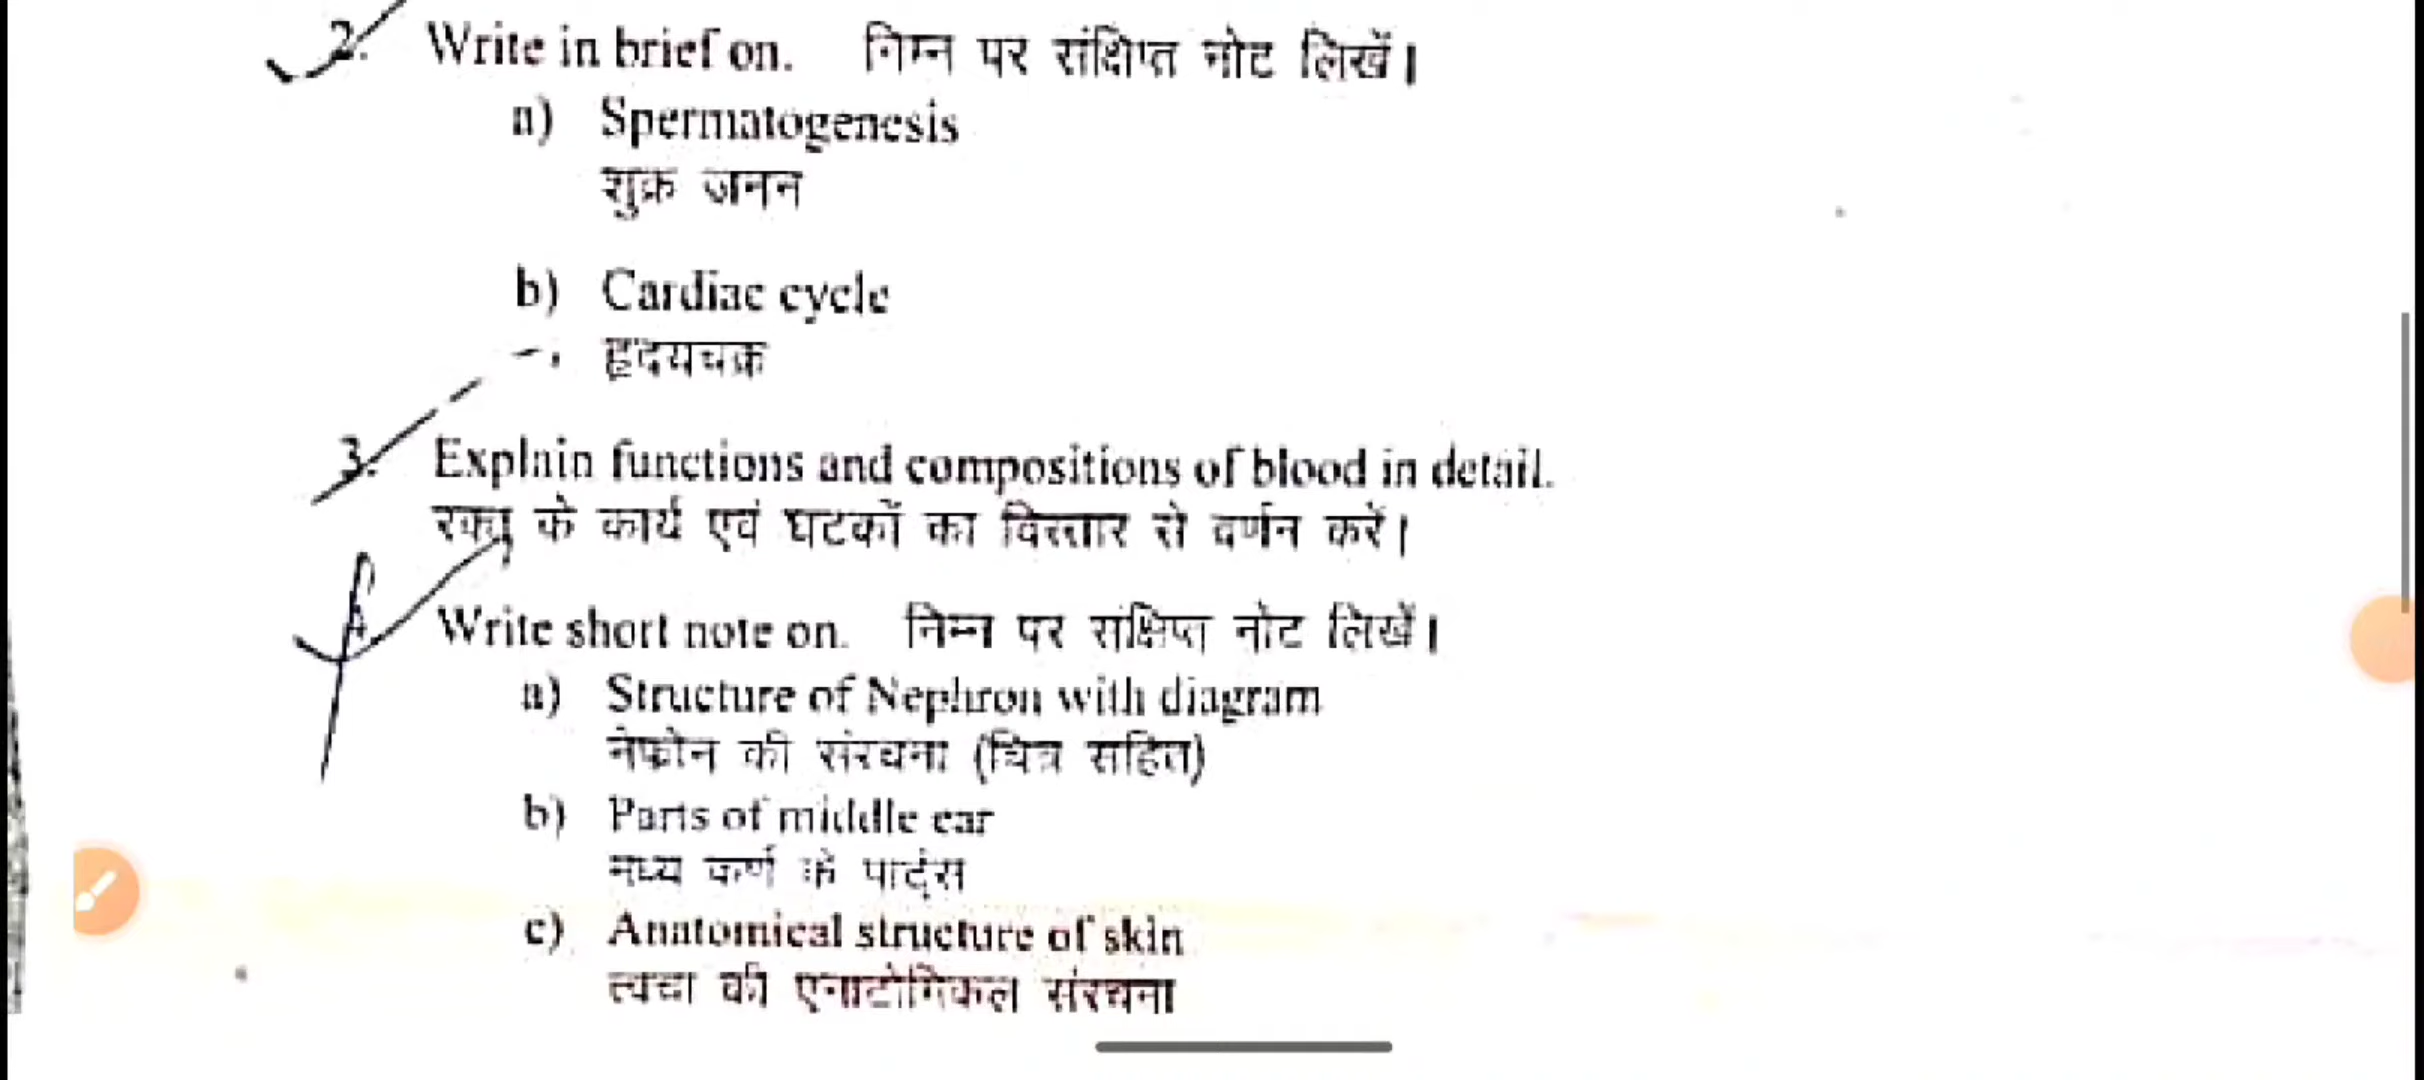 2. Write in brief on. निम्न पर संक्षिप्त नोट लिखें।
a) Spermatogenesis
शुक्र जनन
b) Cardiac cycle
हृदयचक्र
3. Explain functions and compositions of blood in detail.
रक्त के कार्य एवं घटकों का विस्तार से वर्णन करें।
4. Write short note on. निम्न पर संक्षिप्त नोट लिखें।
a) Structure of Nephron with diagram
नेफ्रोन की संरचना (चित्र सहित)
b) Parts of middle ear
मध्य कर्ण के पार्ट्स
c) Anatomical structure of skin
त्वचा की एनाटोमिकल संरचना